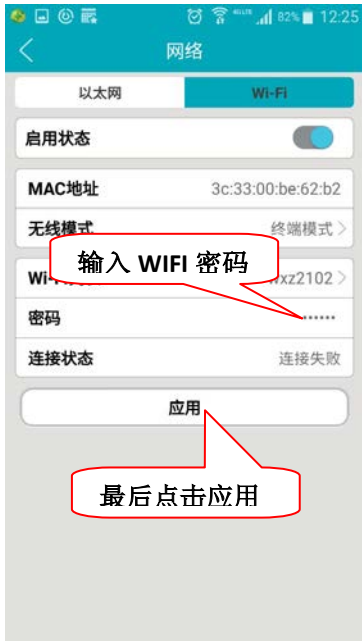 82% 12:25
网络
以太网 Wi-Fi
启用状态
MAC地址 3c:33:00:be:62:b2
无线模式 终端模式
输入 WIFI 密码
Wi- wxz2102
密码 ······
连接状态 连接失败
应用
最后点击应用